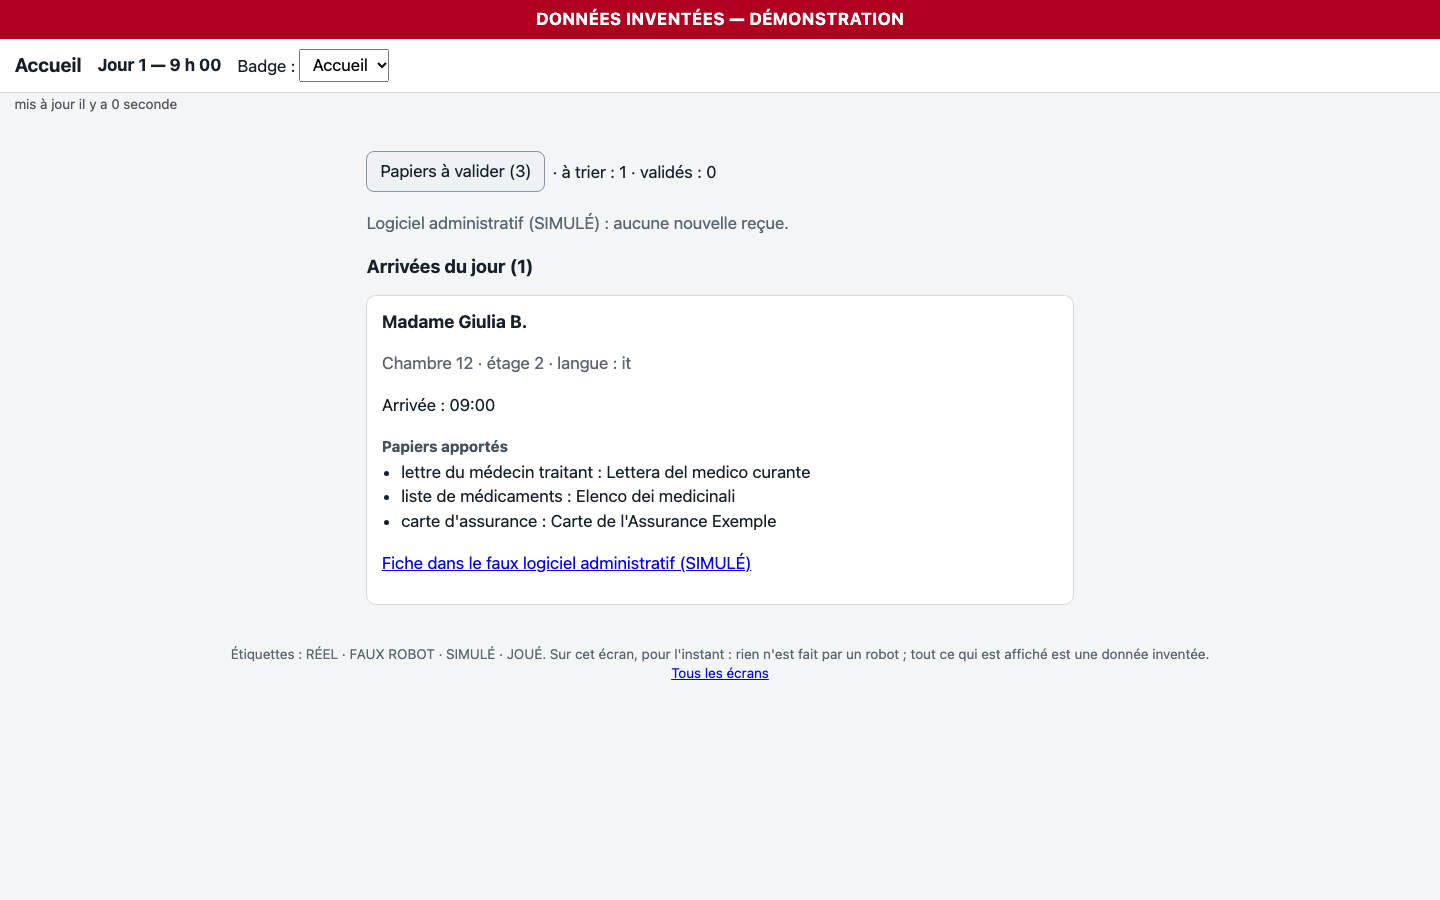 DONNÉES INVENTÉES — DÉMONSTRATION
Accueil Jour 1 — 9 h 00 Badge : Accueil
mis à jour il y a 0 seconde
Papiers à valider (3) · à trier : 1 · validés : 0
Logiciel administratif (SIMULÉ) : aucune nouvelle reçue.
Arrivées du jour (1)
Madame Giulia B.
Chambre 12 · étage 2 · langue : it
Arrivée : 09:00
Papiers apportés
• lettre du médecin traitant : Lettera del medico curante
• liste de médicaments : Elenco dei medicinali
• carte d'assurance : Carte de l'Assurance Exemple
Fiche dans le faux logiciel administratif (SIMULÉ)
Étiquettes : RÉEL · FAUX ROBOT · SIMULÉ · JOUÉ. Sur cet écran, pour l'instant : rien n'est fait par un robot ; tout ce qui est affiché est une donnée inventée.
Tous les écrans